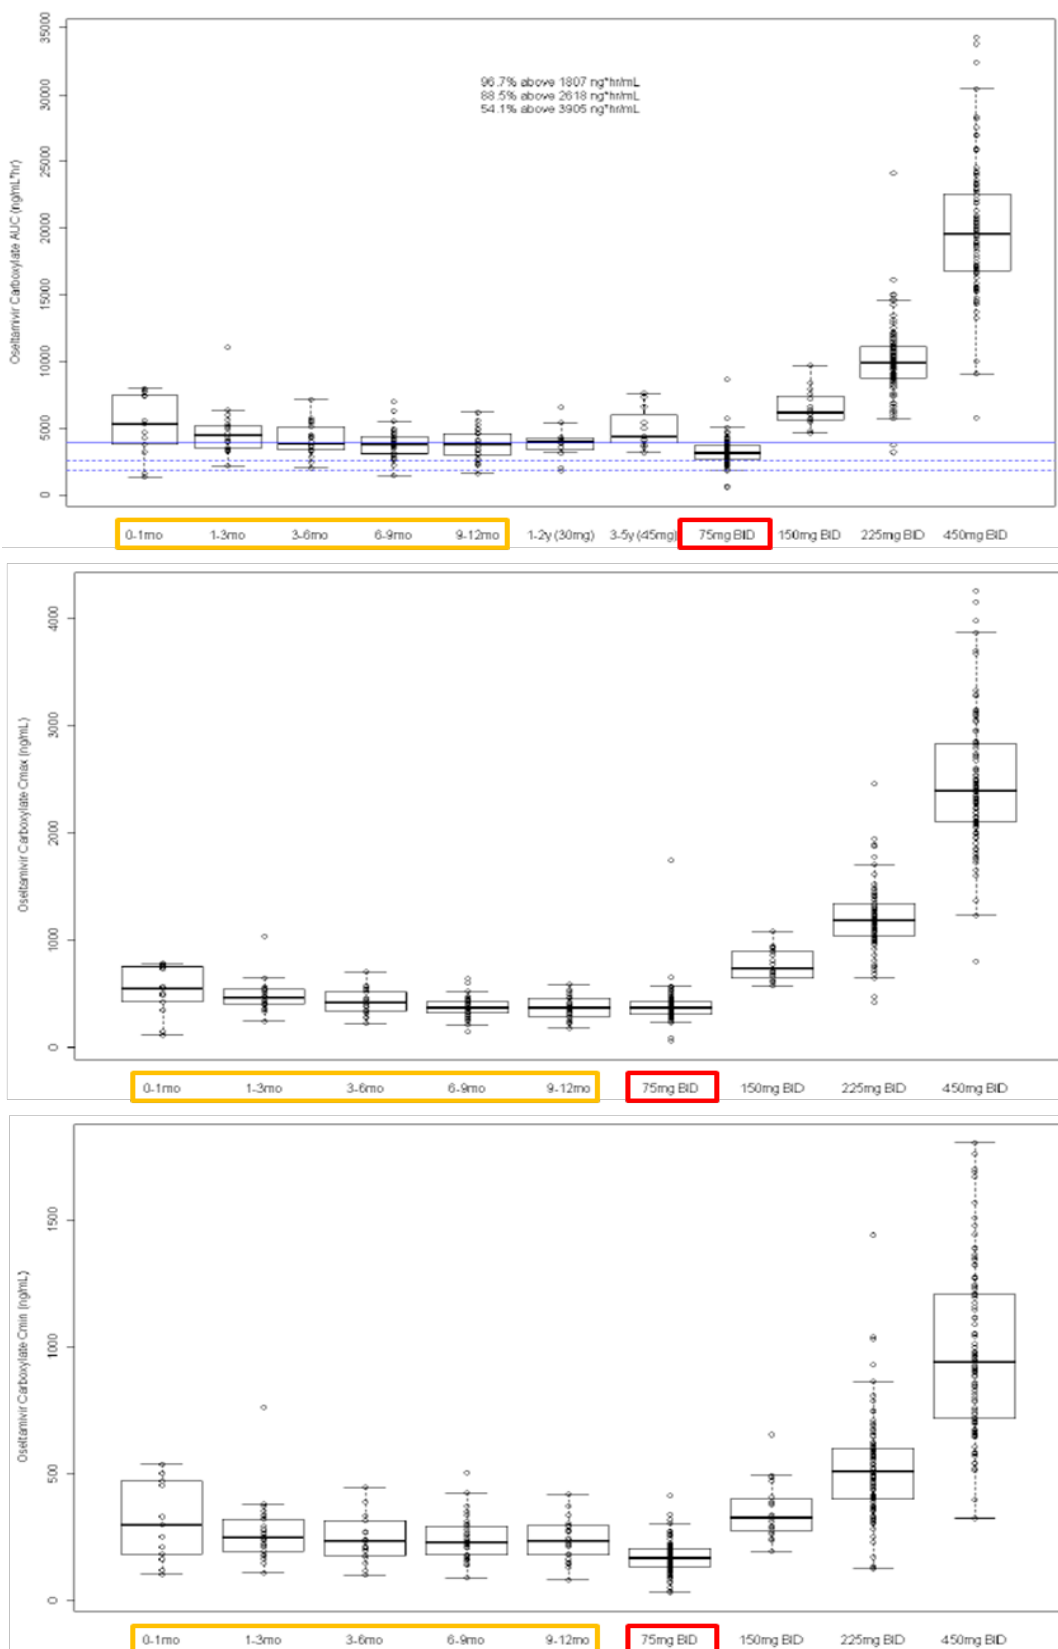 Oseltamivir Carboxylate AUC (ng/mL*hr)
35000
30000
25000
20000
15000
10000
5000
0
96.7% above 1807 ng*hr/mL
88.5% above 2618 ng*hr/mL
54.1% above 3905 ng*hr/mL
0-1mo 1-3mo 3-6mo 6-9mo 9-12mo 1-2y (30mg) 3-5y (45mg) 75mg BID 150mg BID 225mg BID 450mg BID
Oseltamivir Carboxylate Cmax (ng/mL)
4000
3000
2000
1000
0
0-1mo 1-3mo 3-6mo 6-9mo 9-12mo 75mg BID 150mg BID 225mg BID 450mg BID
Oseltamivir Carboxylate Cmin (ng/mL)
1500
1000
500
0
0-1mo 1-3mo 3-6mo 6-9mo 9-12mo 75mg BID 150mg BID 225mg BID 450mg BID